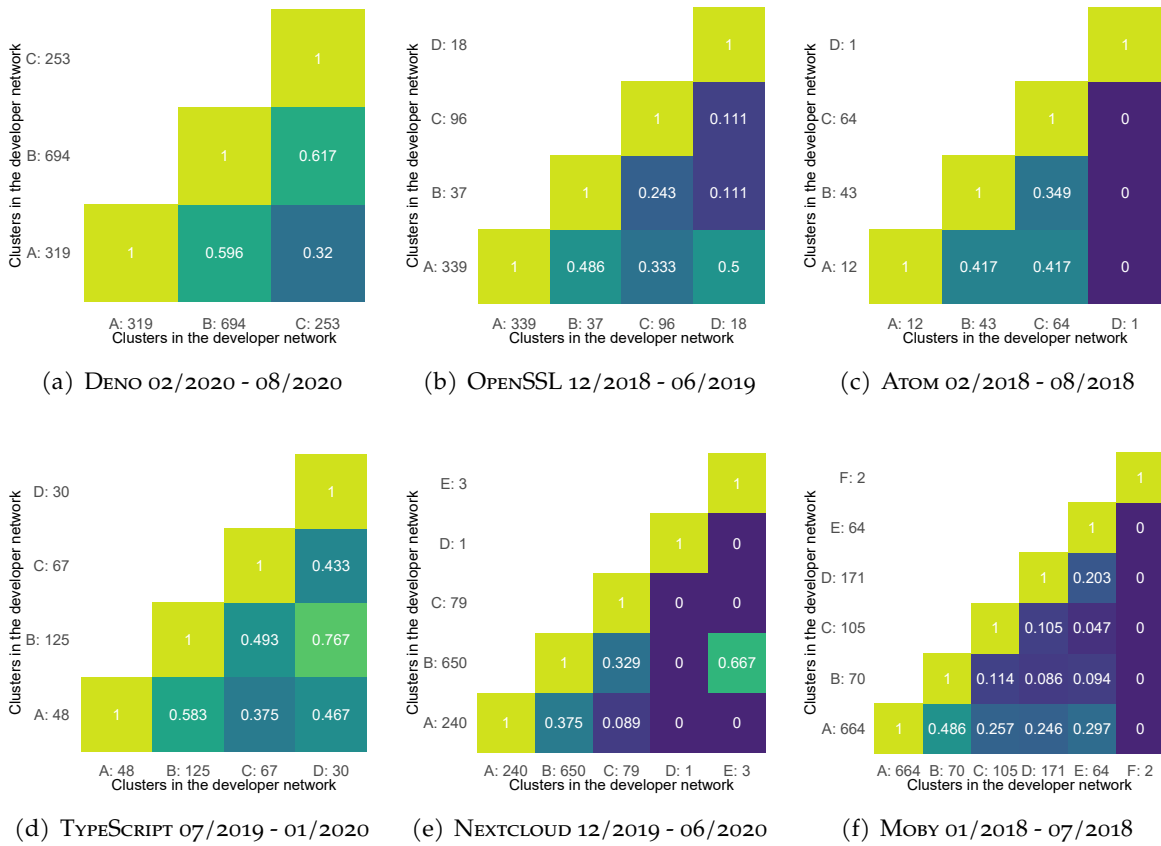 Clusters in the developer network
D: 18
D: 1
C: 253
1
1
1
C: 96
C: 64
1
0.111
1
0
B: 694
1
0.617
B: 37
B: 43
1
0.243
0.111
1
0.349
0
A: 319
A: 339
A: 12
1
0.596
0.32
1
0.486
0.333
0.5
1
0.417
0.417
0
A: 319 B: 694 C: 253
A: 339 B: 37 C: 96 D: 18
A: 12 B: 43 C: 64 D: 1
Clusters in the developer network
Clusters in the developer network
Clusters in the developer network
Clusters in the developer network
Clusters in the developer network
(a) Deno 02/2020 - 08/2020
(b) OpenSSL 12/2018 - 06/2019
(c) Atom 02/2018 - 08/2018
Clusters in the developer network
D: 30
1
C: 67
1 0.433
B: 125
1 0.493 0.767
A: 48
1 0.583 0.375 0.467
A: 48 B: 125 C: 67 D: 30
Clusters in the developer network
(d) TypeScript 07/2019 - 01/2020
Clusters in the developer network
E: 3
1
D: 1
1 0
C: 79
1 0 0
B: 650
1 0.329 0 0.667
A: 240
1 0.375 0.089 0 0
A: 240 B: 650 C: 79 D: 1 E: 3
Clusters in the developer network
(e) Nextcloud 12/2019 - 06/2020
Clusters in the developer network
F: 2
1
E: 64
1 0
D: 171
1 0.203 0
C: 105
1 0.105 0.047 0
B: 70
1 0.114 0.086 0.094 0
A: 664
1 0.486 0.257 0.246 0.297 0
A: 664 B: 70 C: 105 D: 171 E: 64 F: 2
Clusters in the developer network
(f) Moby 01/2018 - 07/2018